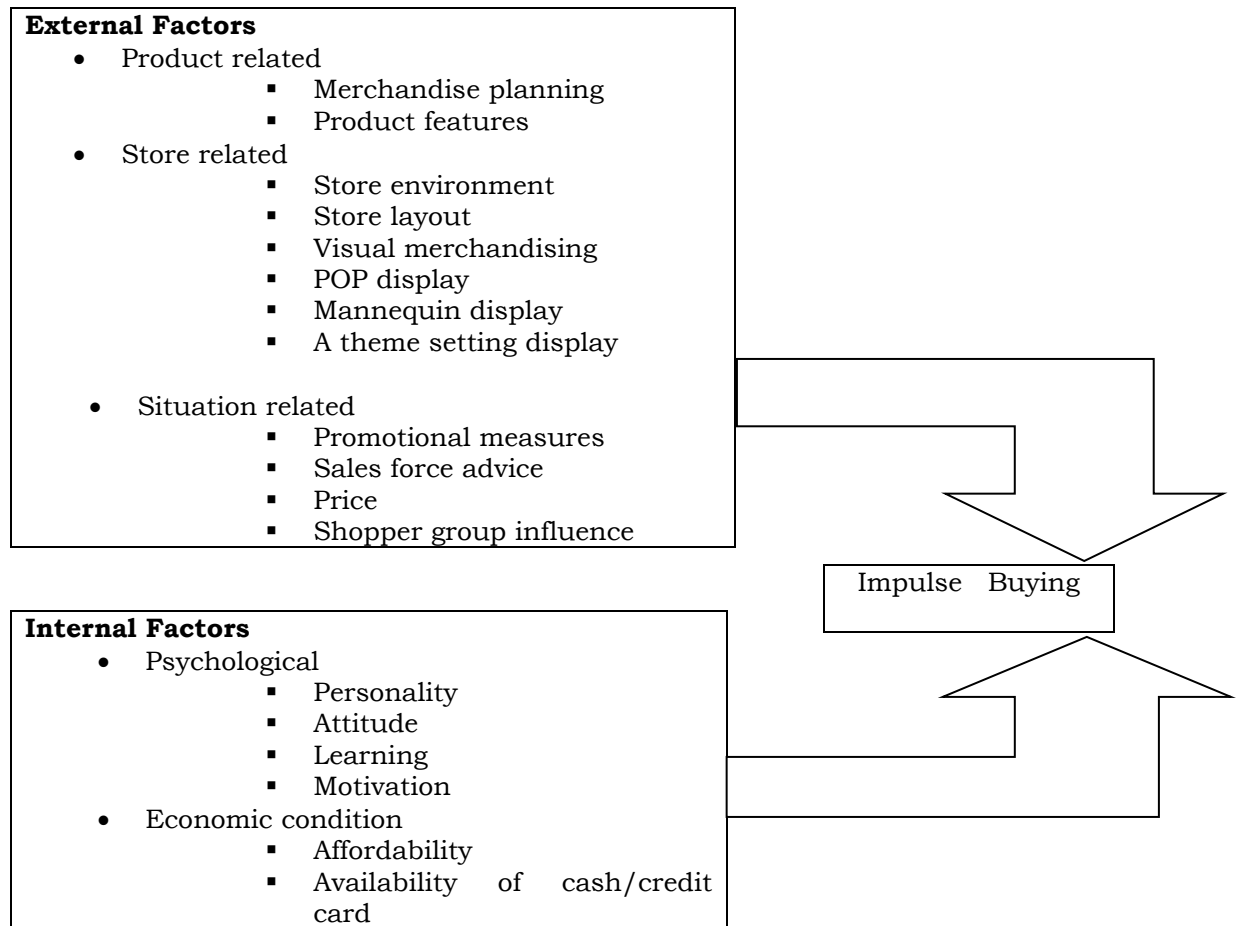 External Factors
• Product related
▪ Merchandise planning
▪ Product features
• Store related
▪ Store environment
▪ Store layout
▪ Visual merchandising
▪ POP display
▪ Mannequin display
▪ A theme setting display
• Situation related
▪ Promotional measures
▪ Sales force advice
▪ Price
▪ Shopper group influence
Impulse Buying
Internal Factors
• Psychological
▪ Personality
▪ Attitude
▪ Learning
▪ Motivation
• Economic condition
▪ Affordability
▪ Availability of cash/credit
card